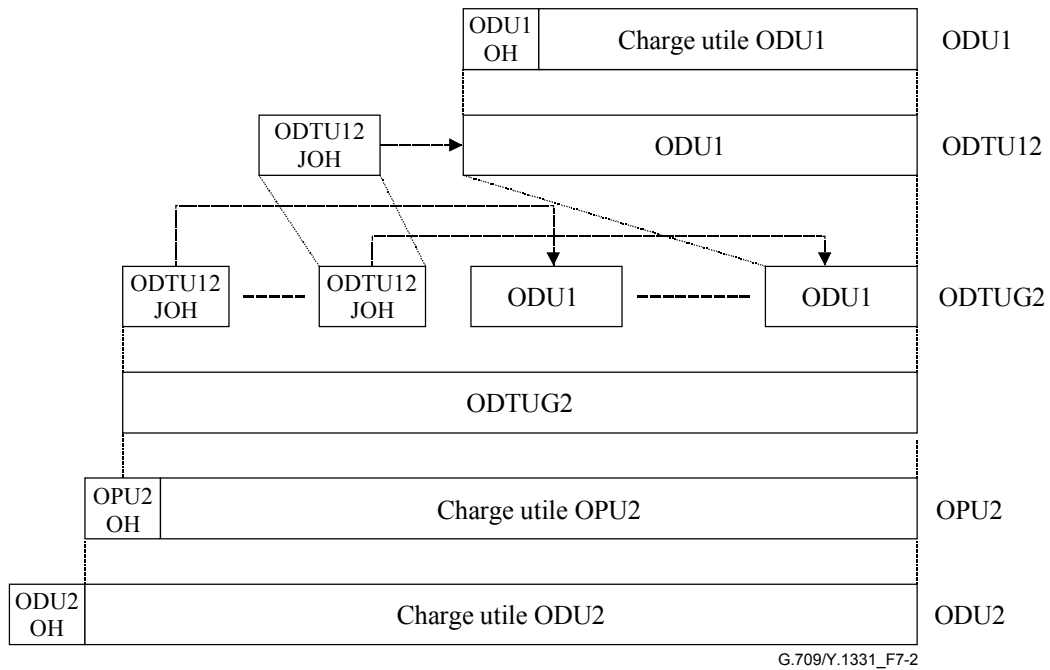 ODU1
OH
Charge utile ODU1
ODU1
ODTU12
JOH
ODU1
ODTU12
ODTU12
JOH
ODTU12
JOH
ODU1
ODU1
ODTUG2
ODTUG2
OPU2
OH
Charge utile OPU2
OPU2
ODU2
OH
Charge utile ODU2
ODU2
G.709/Y.1331_F7-2